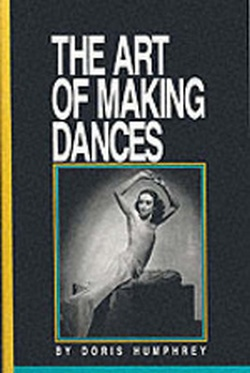 THE ART
OF MAKING
DANCES
BY DORIS HUMPHREY